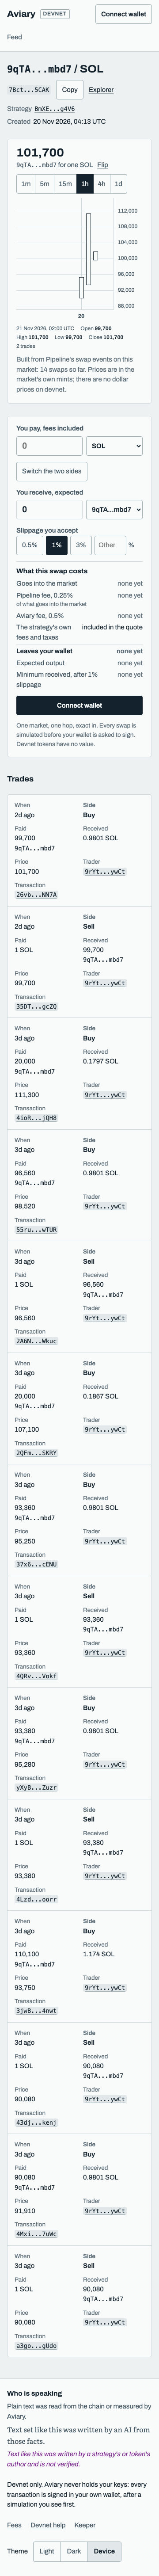 Aviary DEVNET Connect wallet
Feed
9qTA...mbd7 / SOL
7Bct...5CAK Copy Explorer
Strategy BmXE...g4V6
Created 20 Nov 2026, 04:13 UTC
101,700
9qTA...mbd7 for one SOL Flip
1m 5m 15m 1h 4h 1d
112,000
108,000
104,000
100,000
96,000
92,000
88,000
20
21 Nov 2026, 02:00 UTC Open 99,700
High 101,700 Low 99,700 Close 101,700
2 trades
Built from Pipeline's swap events on this
market: 14 swaps so far. Prices are in the
market's own mints; there are no dollar
prices on devnet.
You pay, fees included
0 SOL
Switch the two sides
You receive, expected
0 9qTA...mbd7
Slippage you accept
0.5% 1% 3% Other %
What this swap costs
Goes into the market none yet
Pipeline fee, 0.25% none yet
of what goes into the market
Aviary fee, 0.5% none yet
The strategy's own included in the quote
fees and taxes
Leaves your wallet none yet
Expected output none yet
Minimum received, after 1% none yet
slippage
Connect wallet
One market, one hop, exact in. Every swap is
simulated before your wallet is asked to sign.
Devnet tokens have no value.
Trades
When Side
2d ago Buy
Paid Received
99,700 0.9801 SOL
9qTA...mbd7
Price Trader
101,700 9rYt...ywCt
Transaction
26vb...NN7A
When Side
2d ago Sell
Paid Received
1 SOL 99,700
9qTA...mbd7
Price Trader
99,700 9rYt...ywCt
Transaction
35DT...gcZQ
When Side
3d ago Buy
Paid Received
20,000 0.1797 SOL
9qTA...mbd7
Price Trader
111,300 9rYt...ywCt
Transaction
4ioR...jQH8
When Side
3d ago Buy
Paid Received
96,560 0.9801 SOL
9qTA...mbd7
Price Trader
98,520 9rYt...ywCt
Transaction
55ru...wTUR
When Side
3d ago Sell
Paid Received
1 SOL 96,560
9qTA...mbd7
Price Trader
96,560 9rYt...ywCt
Transaction
2A6N...Wkuc
When Side
3d ago Buy
Paid Received
20,000 0.1867 SOL
9qTA...mbd7
Price Trader
107,100 9rYt...ywCt
Transaction
2QFm...SKRY
When Side
3d ago Buy
Paid Received
93,360 0.9801 SOL
9qTA...mbd7
Price Trader
95,250 9rYt...ywCt
Transaction
37x6...cENU
When Side
3d ago Sell
Paid Received
1 SOL 93,360
9qTA...mbd7
Price Trader
93,360 9rYt...ywCt
Transaction
4QRv...Vokf
When Side
3d ago Buy
Paid Received
93,380 0.9801 SOL
9qTA...mbd7
Price Trader
95,280 9rYt...ywCt
Transaction
yXyB...Zuzr
When Side
3d ago Sell
Paid Received
1 SOL 93,380
9qTA...mbd7
Price Trader
93,380 9rYt...ywCt
Transaction
4Lzd...oorr
When Side
3d ago Buy
Paid Received
110,100 1.174 SOL
9qTA...mbd7
Price Trader
93,750 9rYt...ywCt
Transaction
3jwB...4nwt
When Side
3d ago Sell
Paid Received
1 SOL 90,080
9qTA...mbd7
Price Trader
90,080 9rYt...ywCt
Transaction
43dj...kenj
When Side
3d ago Buy
Paid Received
90,080 0.9801 SOL
9qTA...mbd7
Price Trader
91,910 9rYt...ywCt
Transaction
4Mxi...7uWc
When Side
3d ago Sell
Paid Received
1 SOL 90,080
9qTA...mbd7
Price Trader
90,080 9rYt...ywCt
Transaction
a3go...gUdo
Who is speaking
Plain text was read from the chain or measured by
Aviary.
Text set like this was written by an AI from
those facts.
Text like this was written by a strategy's or token's
author and is not verified.
Devnet only. Aviary never holds your keys: every
transaction is signed in your own wallet, after a
simulation you see first.
Fees Devnet help Keeper
Theme Light Dark Device